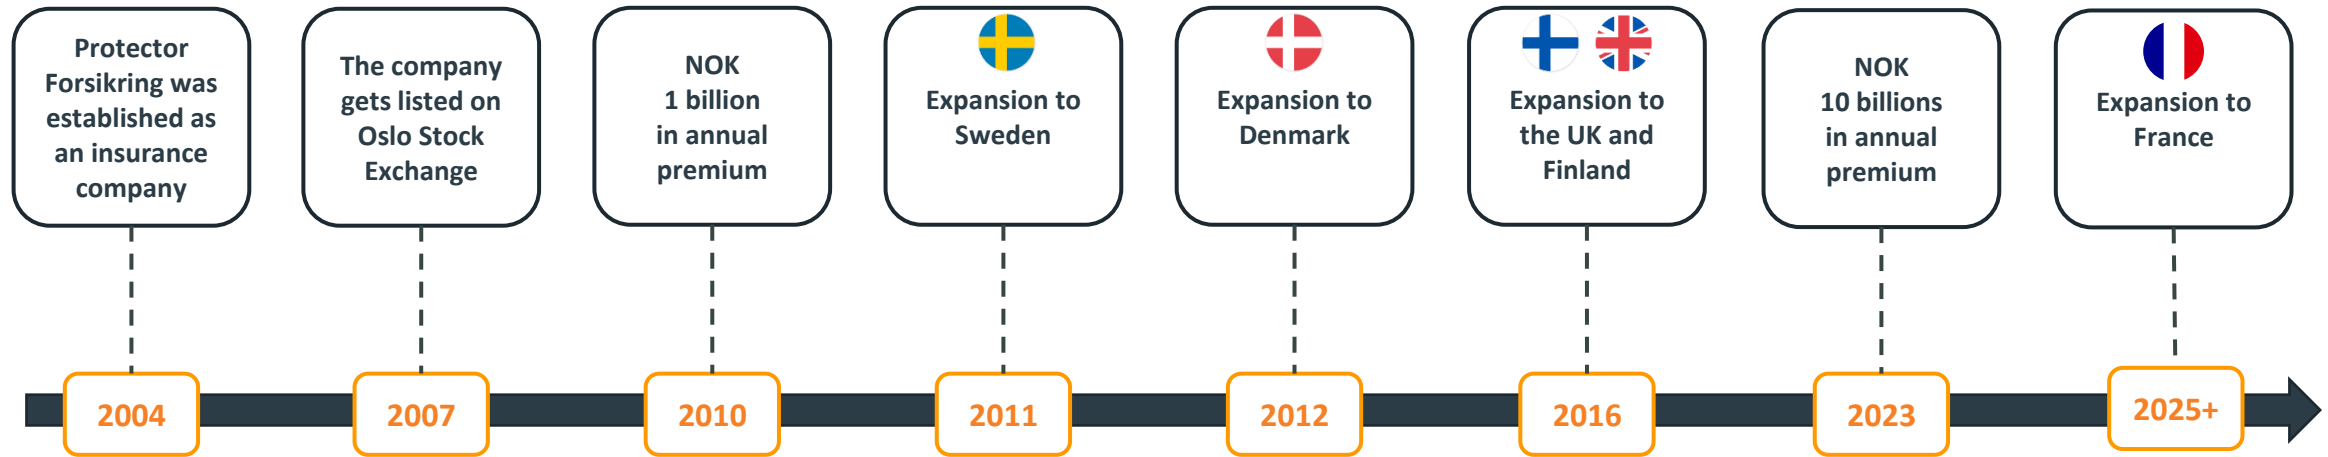 Protector
Forsikring was
established as
an insurance
company
The company
gets listed on
Oslo Stock
Exchange
NOK
1 billion
in annual
premium
Expansion to
Sweden
Expansion to
Denmark
Expansion to
the UK and
Finland
NOK
10 billions
in annual
premium
Expansion to
France
2004
2007
2010
2011
2012
2016
2023
2025+